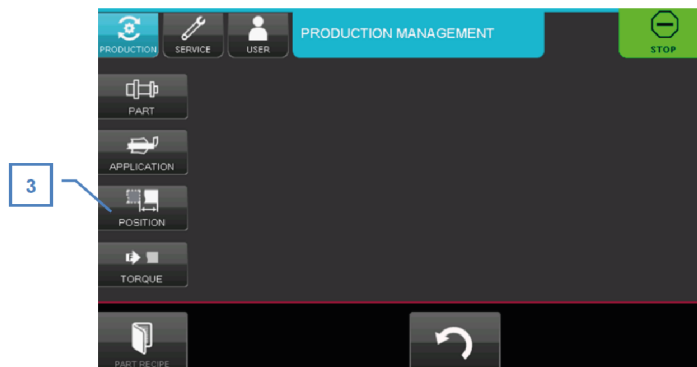 PRODUCTION
SERVICE
USER
PRODUCTION MANAGEMENT
STOP
PART
APPLICATION
3
POSITION
TORQUE
PART RECIPE